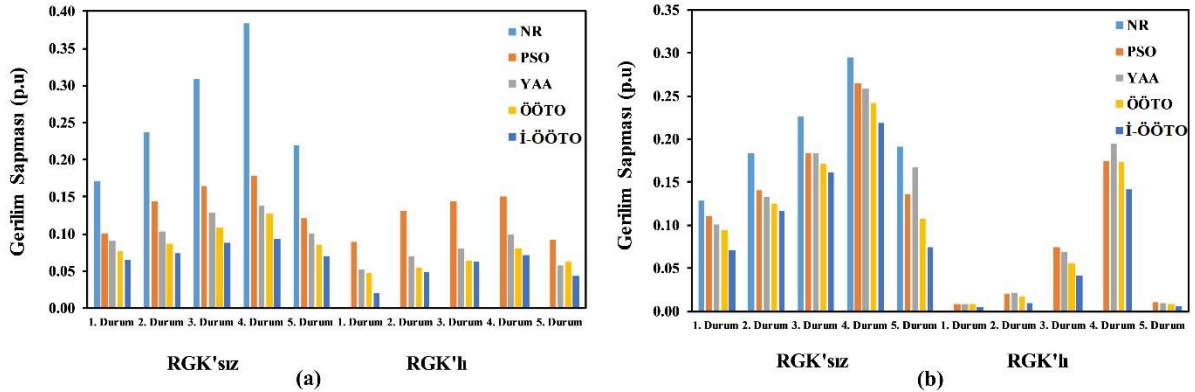 0.40
0.35
0.30
0.25
0.20
0.15
0.10
0.05
0.00
Gerilim Sapması (p.u)
NR
PSO
YAA
ÖÖTO
İ-ÖÖTO
1. Durum 2. Durum 3. Durum 4. Durum 5. Durum 1. Durum 2. Durum 3. Durum 4. Durum 5. Durum
RGK'sız RGK'lı
(a)
0.35
0.30
0.25
0.20
0.15
0.10
0.05
0.00
Gerilim Sapması (p.u)
NR
PSO
YAA
ÖÖTO
İ-ÖÖTO
1. Durum 2. Durum 3. Durum 4. Durum 5. Durum 1. Durum 2. Durum 3. Durum 4. Durum 5. Durum
RGK'sız RGK'lı
(b)